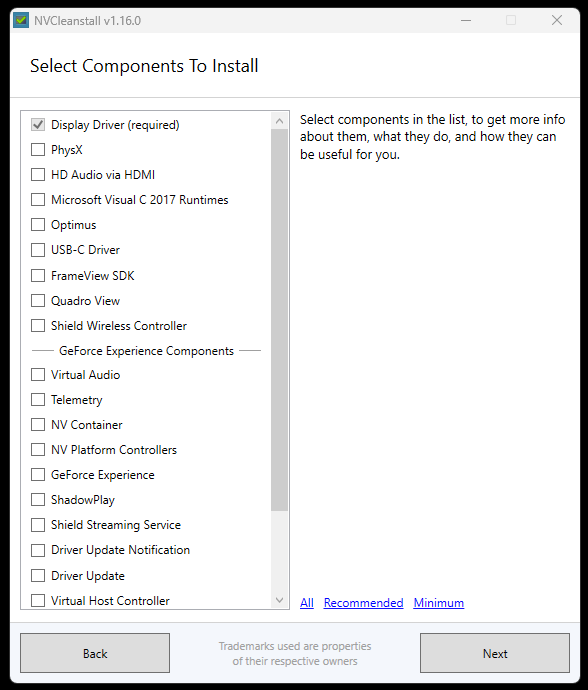 NVCleanstall v1.16.0
Select Components To Install
Display Driver (required)
PhysX
HD Audio via HDMI
Microsoft Visual C 2017 Runtimes
Optimus
USB-C Driver
FrameView SDK
Quadro View
Shield Wireless Controller
GeForce Experience Components
Virtual Audio
Telemetry
NV Container
NV Platform Controllers
GeForce Experience
ShadowPlay
Shield Streaming Service
Driver Update Notification
Driver Update
Virtual Host Controller
Select components in the list, to get more info
about them, what they do, and how they can
be useful for you.
All Recommended Minimum
Back
Trademarks used are properties
of their respective owners
Next